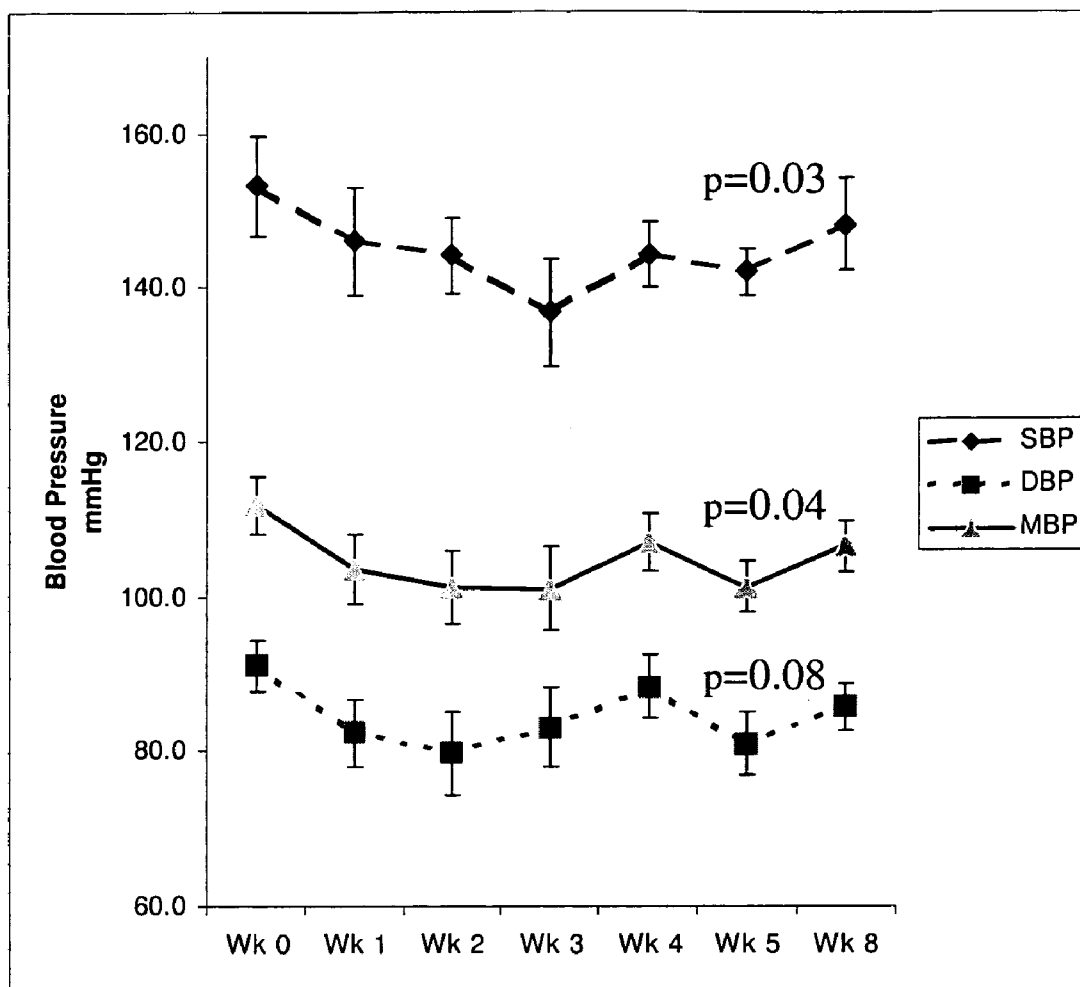 160.0
140.0
120.0
100.0
80.0
60.0
Blood Pressure
mmHg
p=0.03
p=0.04
p=0.08
SBP
DBP
MBP
Wk 0 Wk 1 Wk 2 Wk 3 Wk 4 Wk 5 Wk 8